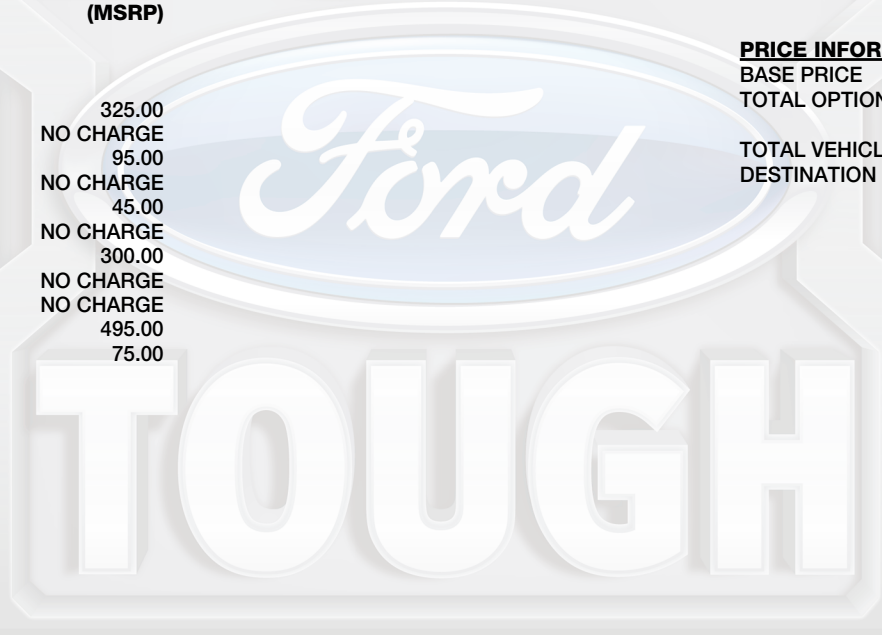 (MSRP)
325.00
NO CHARGE
95.00
NO CHARGE
45.00
NO CHARGE
300.00
NO CHARGE
NO CHARGE
495.00
75.00
PRICE INFOR
BASE PRICE
TOTAL OPTION
TOTAL VEHICL
DESTINATION
Ford
TOUGH